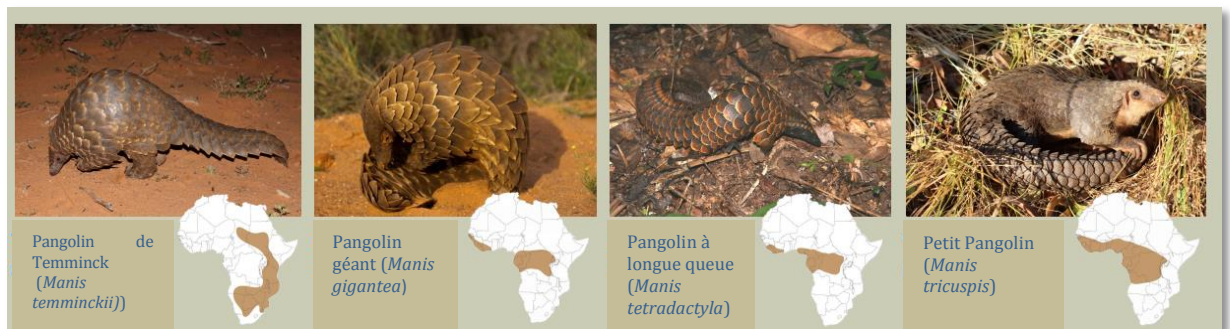 Pangolin de
Temminck
(Manis
temminckii))
Pangolin
géant (Manis
gigantea)
Pangolin à
longue queue
(Manis
tetradactyla)
Petit Pangolin
(Manis
tricuspis)